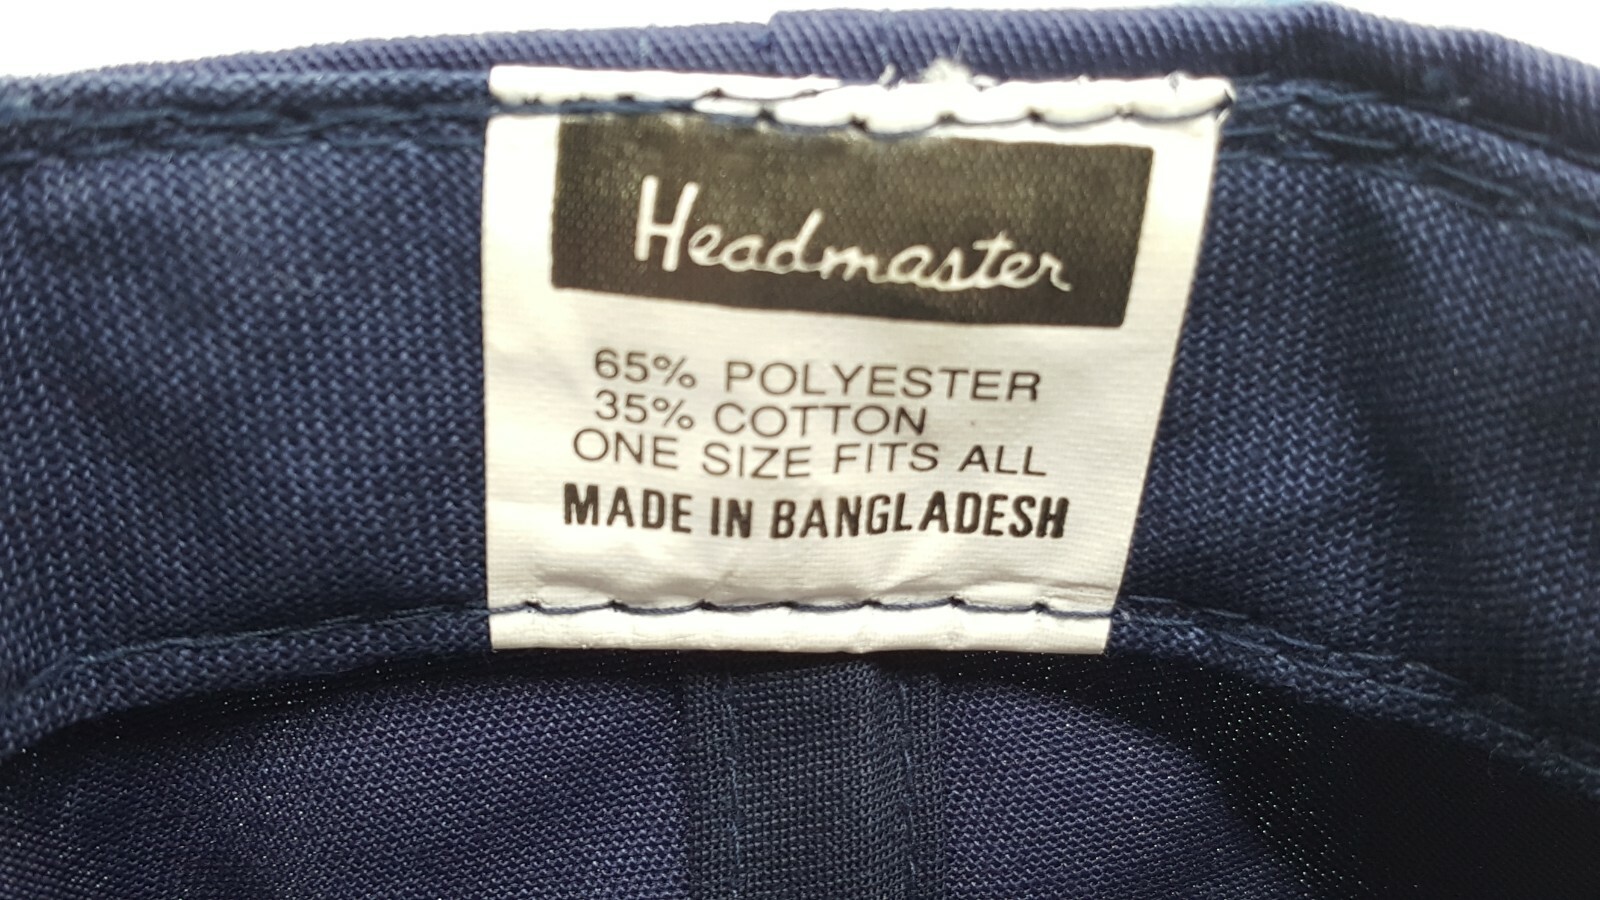 Headmaster
65% POLYESTER
35% COTTON
ONE SIZE FITS ALL
MADE IN BANGLADESH